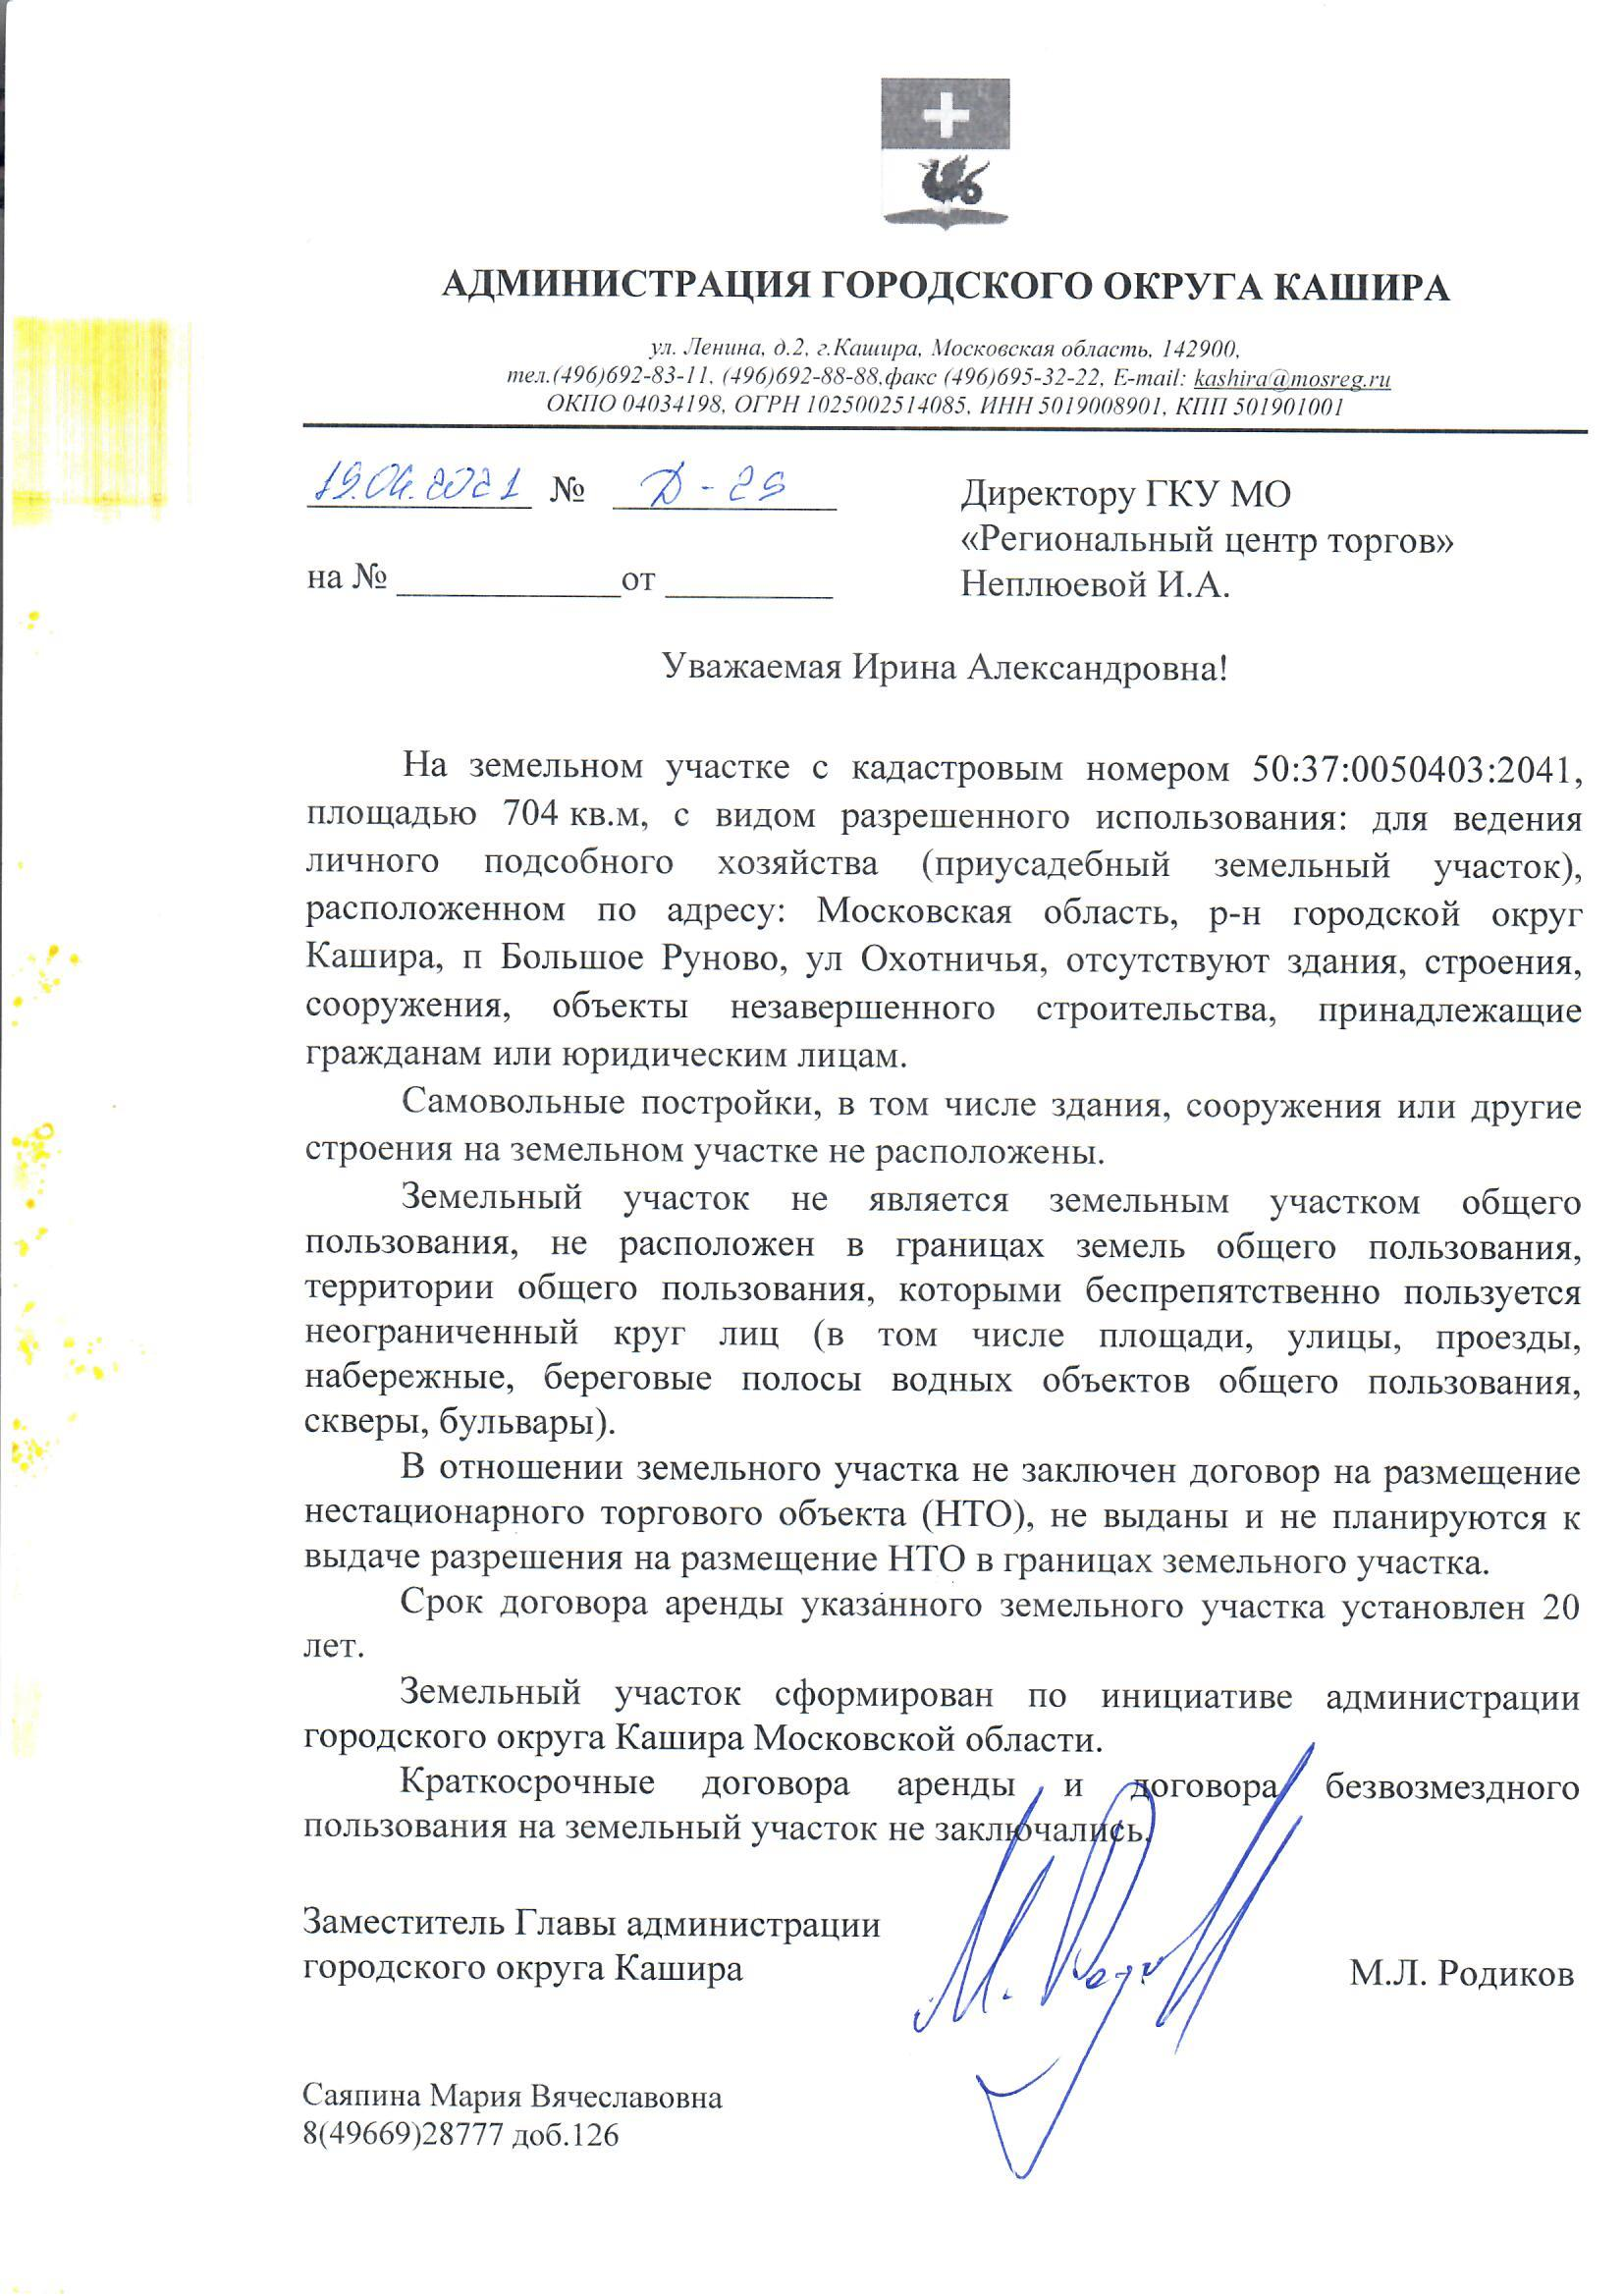 АДМИНИСТРАЦИЯ ГОРОДСКОГО ОКРУГА КАШИРА
ул. Ленина, д.2, г.Кашира, Московская область, 142900,
тел.(496)692-83-11, (496)692-88-88,факс (496)695-32-22, E-mail: kashira@mosreg.ru
ОКПО 04034198, ОГРН 1025002514085, ИНН 5019008901, КПП 501901001
19.04.2021 № Д-29
на № ____________от _________
Директору ГКУ МО
«Региональный центр торгов»
Неплюевой И.А.
Уважаемая Ирина Александровна!
На земельном участке с кадастровым номером 50:37:0050403:2041,
площадью 704 кв.м, с видом разрешенного использования: для ведения
личного подсобного хозяйства (приусадебный земельный участок),
расположенном по адресу: Московская область, р-н городской округ
Кашира, п Большое Руново, ул Охотничья, отсутствуют здания, строения,
сооружения, объекты незавершенного строительства, принадлежащие
гражданам или юридическим лицам.
Самовольные постройки, в том числе здания, сооружения или другие
строения на земельном участке не расположены.
Земельный участок не является земельным участком общего
пользования, не расположен в границах земель общего пользования,
территории общего пользования, которыми беспрепятственно пользуется
неограниченный круг лиц (в том числе площади, улицы, проезды,
набережные, береговые полосы водных объектов общего пользования,
скверы, бульвары).
В отношении земельного участка не заключен договор на размещение
нестационарного торгового объекта (НТО), не выданы и не планируются к
выдаче разрешения на размещение НТО в границах земельного участка.
Срок договора аренды указанного земельного участка установлен 20
лет.
Земельный участок сформирован по инициативе администрации
городского округа Кашира Московской области.
Краткосрочные договора аренды и договора безвозмездного
пользования на земельный участок не заключались.
Заместитель Главы администрации
городского округа Кашира
М.Л. Родиков
Саяпина Мария Вячеславовна
8(49669)28777 доб.126